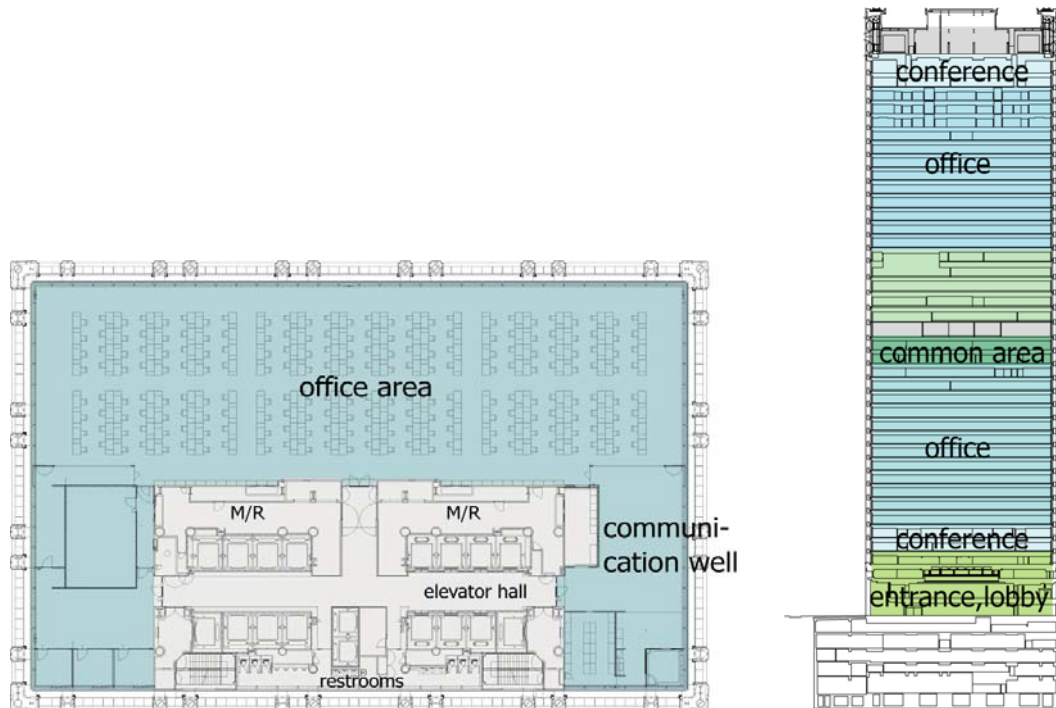 office area
M/R
M/R
communi-
cation well
elevator hall
restrooms
conference
office
common area
office
conference
entrance,lobby